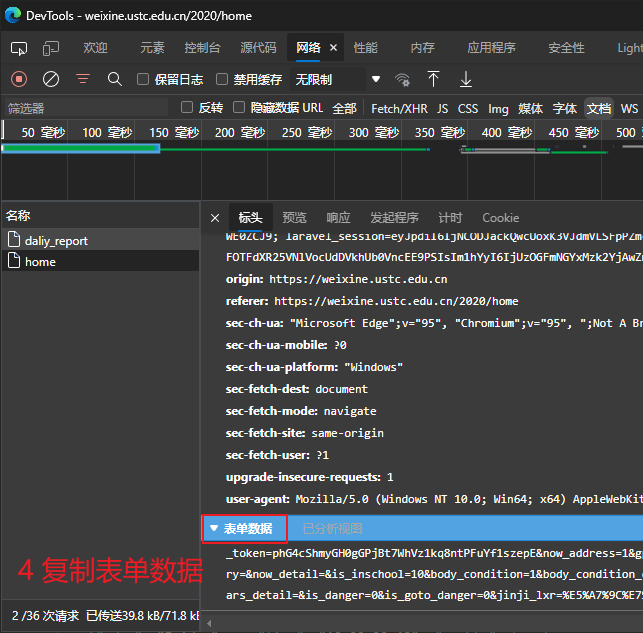 DevTools - weixine.ustc.edu.cn/2020/home
欢迎 元素 控制台 源代码 网络 × 性能 内存 应用程序 安全性 Light
保留日志 禁用缓存 无限制
筛选器 反转 隐藏数据 URL 全部 Fetch/XHR JS CSS Img 媒体 字体 文档 WS
50 毫秒 100 毫秒 150 毫秒 200 毫秒 250 毫秒 300 毫秒 350 毫秒 400 毫秒 450 毫秒 500
名称
× 标头 预览 响应 发起程序 计时 Cookie
daliy_report
home
origin: https://weixine.ustc.edu.cn
referer: https://weixine.ustc.edu.cn/2020/home
sec-ch-ua: "Microsoft Edge";v="95", "Chromium";v="95", ";Not A Br
sec-ch-ua-mobile: ?0
sec-ch-ua-platform: "Windows"
sec-fetch-dest: document
sec-fetch-mode: navigate
sec-fetch-site: same-origin
sec-fetch-user: ?1
upgrade-insecure-requests: 1
user-agent: Mozilla/5.0 (Windows NT 10.0; Win64; x64) AppleWebKit
▼ 表单数据 已分析视图
_token=phG4cShmyGH0gGPjBt7WhVz1kq8ntPFuYf1szepE&now_address=1&g
ry=&now_detail=&is_inschool=10&body_condition=1&body_condition_
ars_detail=&is_danger=0&is_goto_danger=0&jinji_lxr=%E5%A7%9C%E7
4 复制表单数据
2 /36 次请求 已传送39.8 kB/71.8 kB